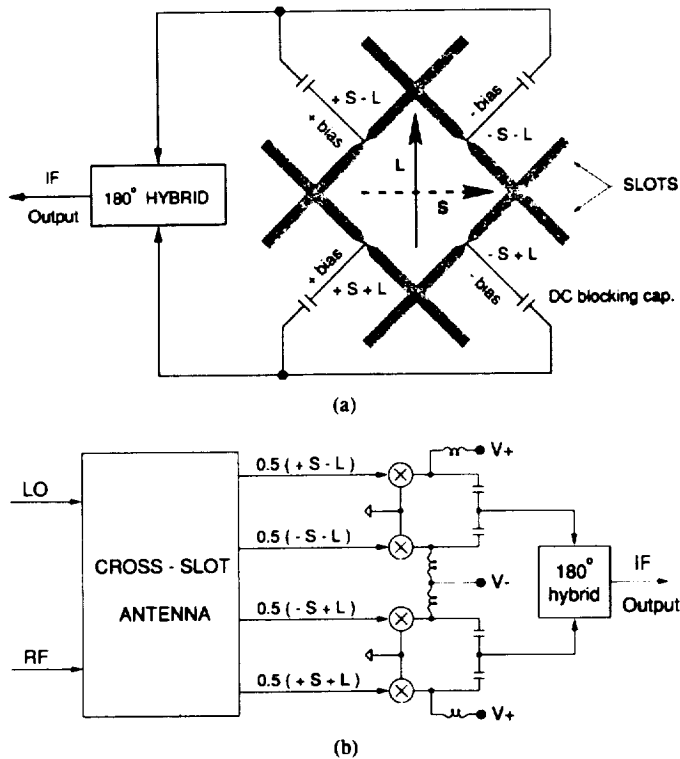 + S - L
+ bias
- bias
- S - L
L
S
SLOTS
IF
Output
180° HYBRID
+ bias
+ S + L
- S + L
- bias
DC blocking cap.
(a)
LO
RF
CROSS - SLOT
ANTENNA
0.5 ( + S - L )
0.5 ( - S - L )
0.5 ( - S + L )
0.5 ( + S + L )
V+
V-
V+
180°
hybrid
IF
Output
(b)